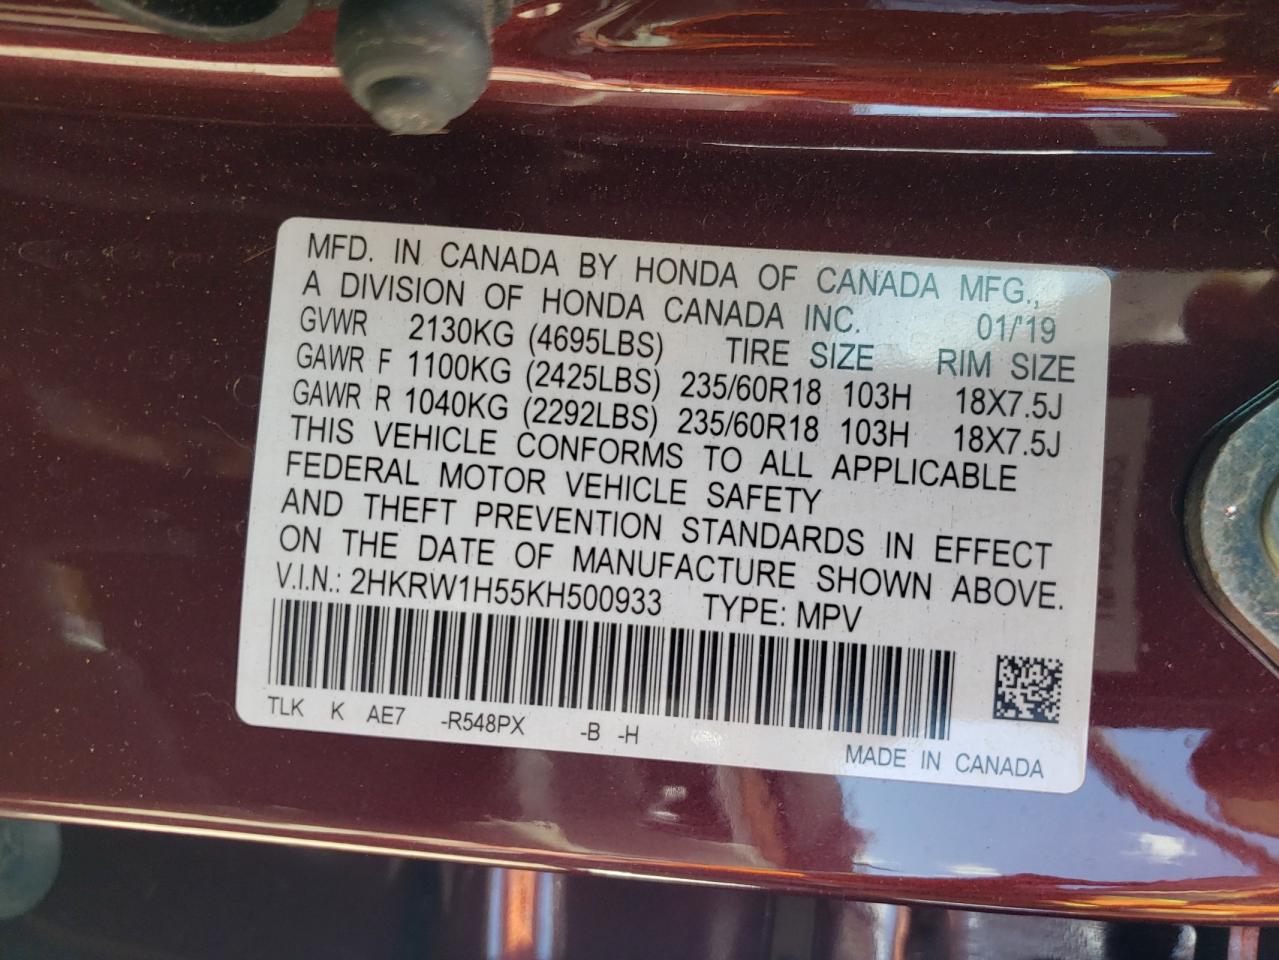 MFD. IN CANADA BY HONDA OF CANADA MFG.,
A DIVISION OF HONDA CANADA INC. 01/'19
GVWR 2130KG (4695LBS) TIRE SIZE RIM SIZE
GAWR F 1100KG (2425LBS) 235/60R18 103H 18X7.5J
GAWR R 1040KG (2292LBS) 235/60R18 103H 18X7.5J
THIS VEHICLE CONFORMS TO ALL APPLICABLE
FEDERAL MOTOR VEHICLE SAFETY
AND THEFT PREVENTION STANDARDS IN EFFECT
ON THE DATE OF MANUFACTURE SHOWN ABOVE.
V.I.N.: 2HKRW1H55KH500933 TYPE: MPV
TLK K AE7 -R548PX -B -H
MADE IN CANADA